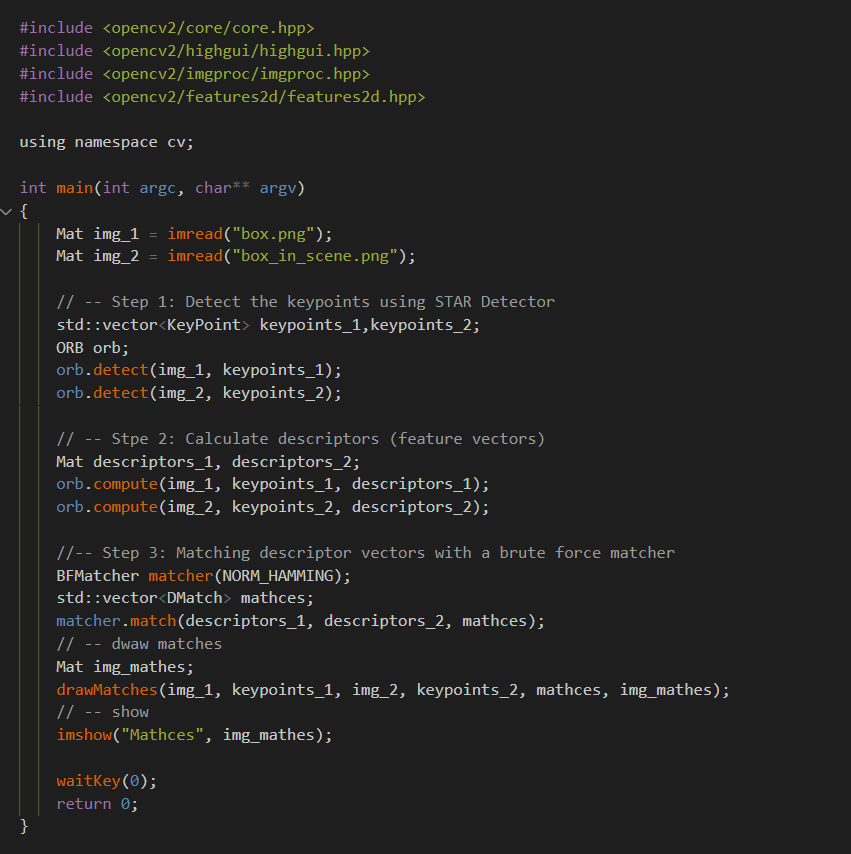 #include <opencv2/core/core.hpp>
#include <opencv2/highgui/highgui.hpp>
#include <opencv2/imgproc/imgproc.hpp>
#include <opencv2/features2d/features2d.hpp>
using namespace cv;
int main(int argc, char** argv)
{
Mat img_1 = imread("box.png");
Mat img_2 = imread("box_in_scene.png");
// -- Step 1: Detect the keypoints using STAR Detector
std::vector<KeyPoint> keypoints_1,keypoints_2;
ORB orb;
orb.detect(img_1, keypoints_1);
orb.detect(img_2, keypoints_2);
// -- Stpe 2: Calculate descriptors (feature vectors)
Mat descriptors_1, descriptors_2;
orb.compute(img_1, keypoints_1, descriptors_1);
orb.compute(img_2, keypoints_2, descriptors_2);
//-- Step 3: Matching descriptor vectors with a brute force matcher
BFMatcher matcher(NORM_HAMMING);
std::vector<DMatch> mathces;
matcher.match(descriptors_1, descriptors_2, mathces);
// -- dwaw matches
Mat img_mathes;
drawMatches(img_1, keypoints_1, img_2, keypoints_2, mathces, img_mathes);
// -- show
imshow("Mathces", img_mathes);
waitKey(0);
return 0;
}